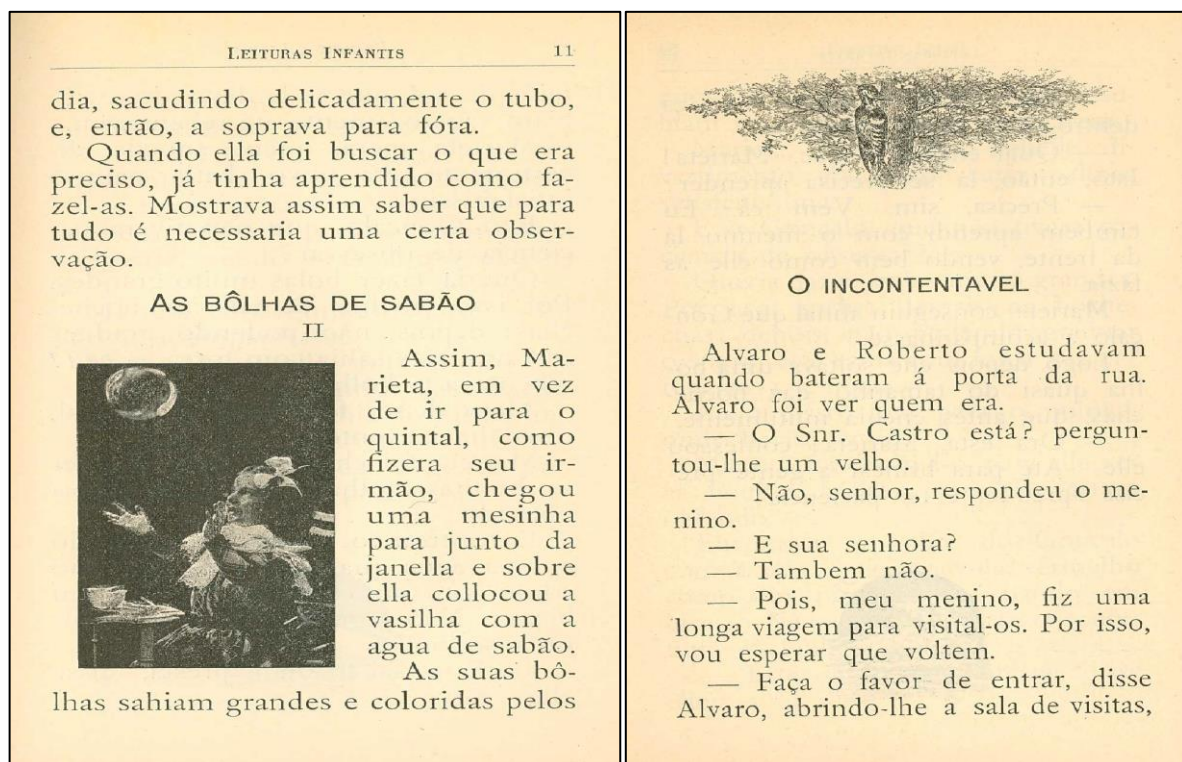 LEITURAS INFANTIS 11
dia, sacudindo delicadamente o tubo,
e, então, a soprava para fóra.
Quando ella foi buscar o que era
preciso, já tinha aprendido como fa-
zel-as. Mostrava assim saber que para
tudo é necessaria uma certa obser-
vação.
AS BÔLHAS DE SABÃO
II
Assim, Ma-
rieta, em vez
de ir para o
quintal, como
fizera seu ir-
mão, chegou
uma mesinha
para junto da
janella e sobre
ella collocou a
vasilha com a
agua de sabão.
As suas bô-
lhas sahiam grandes e coloridas pelos
O INCONTENTAVEL
Alvaro e Roberto estudavam
quando bateram á porta da rua.
Alvaro foi ver quem era.
— O Snr. Castro está? pergun-
tou-lhe um velho.
— Não, senhor, respondeu o me-
nino.
— E sua senhora?
— Tambem não.
— Pois, meu menino, fiz uma
longa viagem para visital-os. Por isso,
vou esperar que voltem.
— Faça o favor de entrar, disse
Alvaro, abrindo-lhe a sala de visitas,